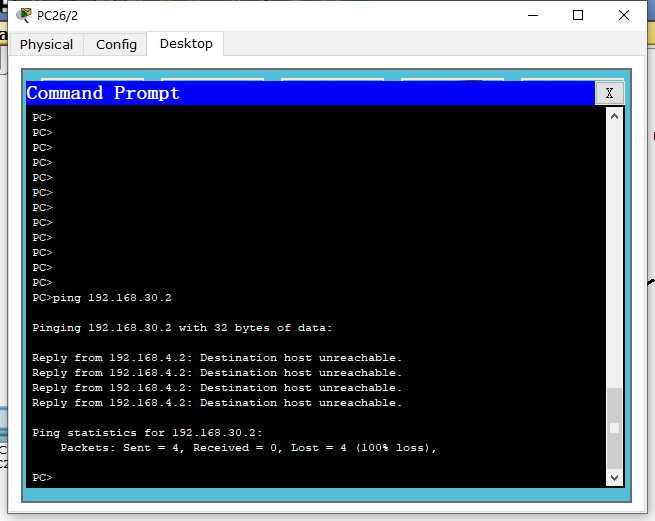 PC26/2
Physical Config Desktop
Command Prompt X
PC>
PC>
PC>
PC>
PC>
PC>
PC>
PC>
PC>
PC>
PC>
PC>
PC>ping 192.168.30.2
Pinging 192.168.30.2 with 32 bytes of data:
Reply from 192.168.4.2: Destination host unreachable.
Reply from 192.168.4.2: Destination host unreachable.
Reply from 192.168.4.2: Destination host unreachable.
Reply from 192.168.4.2: Destination host unreachable.
Ping statistics for 192.168.30.2:
Packets: Sent = 4, Received = 0, Lost = 4 (100% loss),
PC>